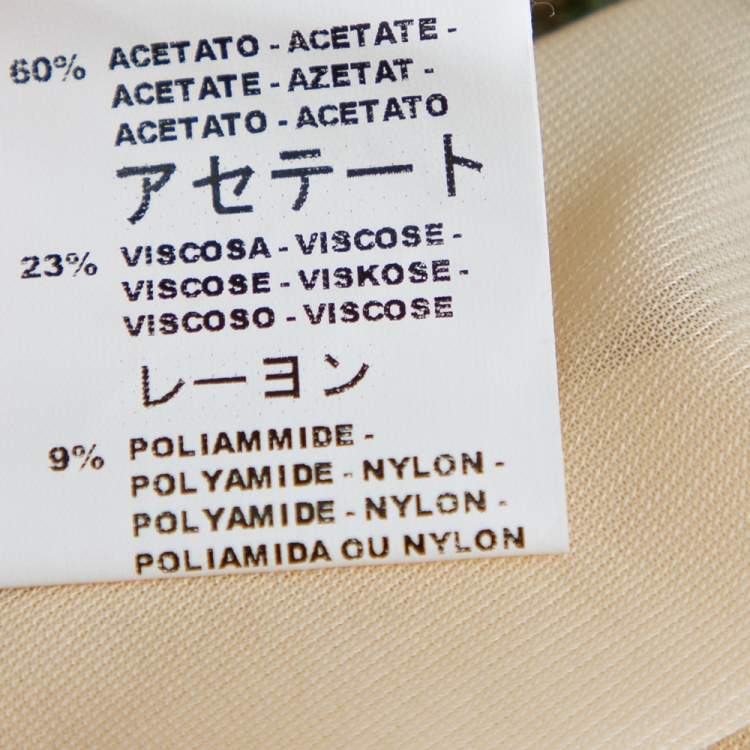 60% ACETATO - ACETATE -
ACETATE - AZETAT -
ACETATO - ACETATO
アセテート
23% VISCOSA - VISCOSE -
VISCOSE - VISKOSE -
VISCOSO - VISCOSE
レーヨン
9% POLIAMMIDE -
POLYAMIDE - NYLON -
POLYAMIDE - NYLON -
POLIAMIDA OU NYLON